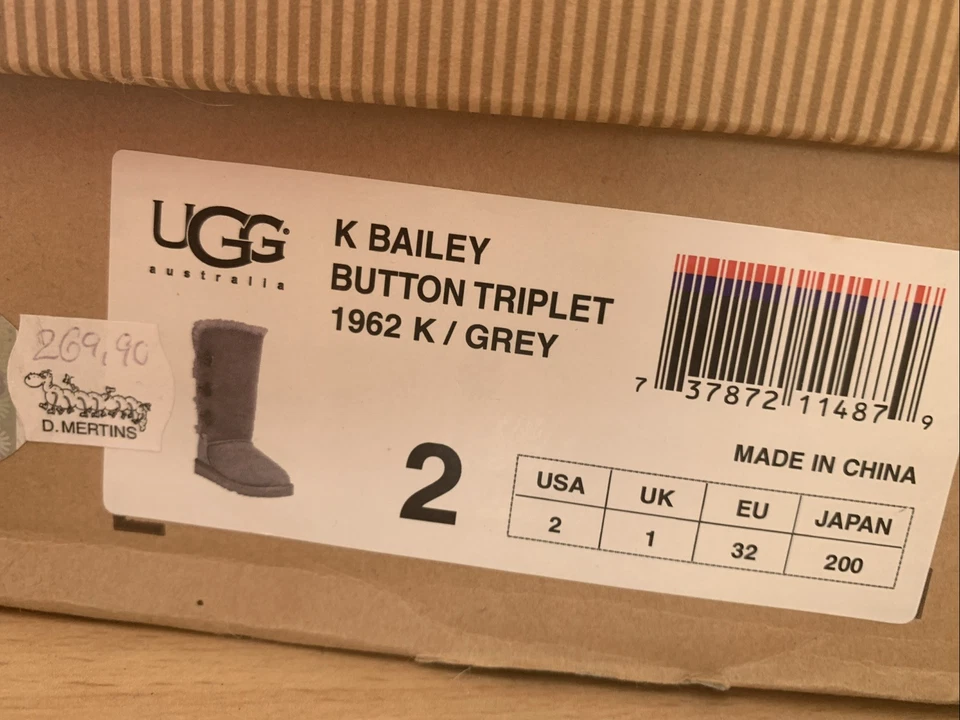 UGG
australia
K BAILEY
BUTTON TRIPLET
1962 K / GREY
269,90
D. MERTINS
7 37872 11487 9
MADE IN CHINA
2
USA UK EU JAPAN
2 1 32 200